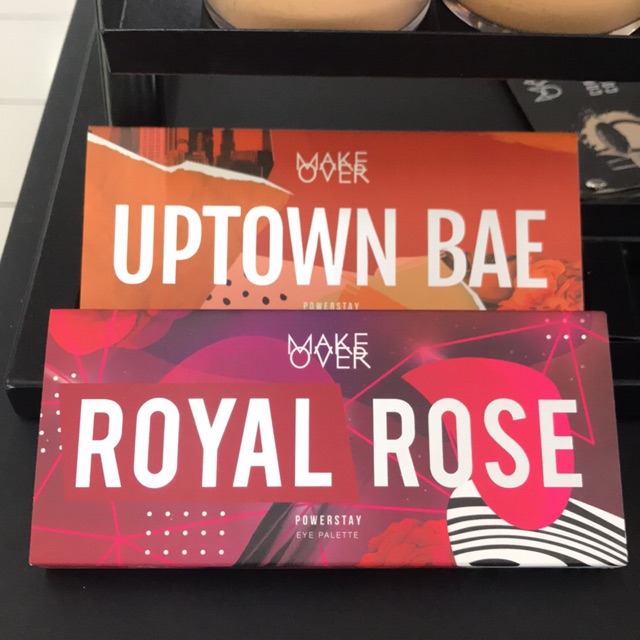 MAKE
OVER
UPTOWN BAE
POWERSTAY
MAKE
OVER
ROYAL ROSE
POWERSTAY
EYE PALETTE